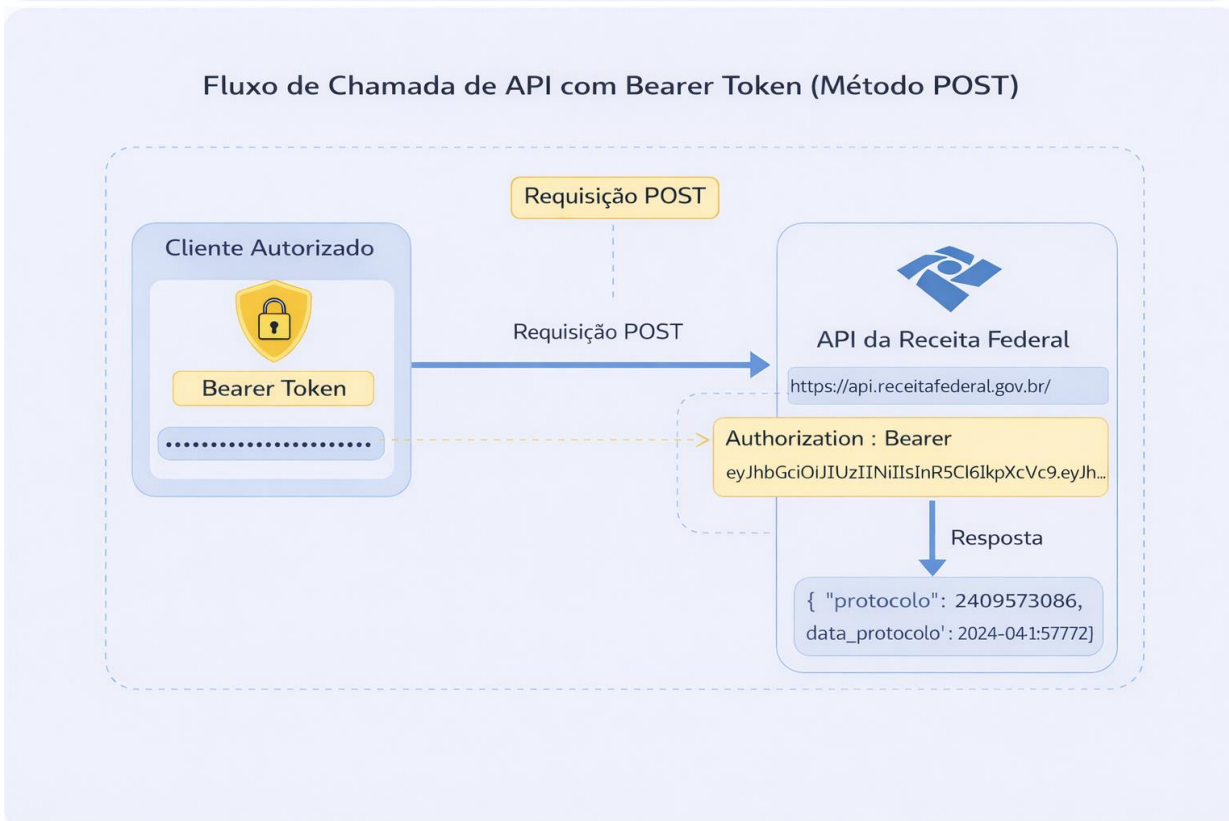 Fluxo de Chamada de API com Bearer Token (Método POST)
Requisição POST
Cliente Autorizado
Bearer Token
••••••••••••••••••••••
Requisição POST
API da Receita Federal
https://api.receitafederal.gov.br/
Authorization : Bearer
eyJhbGciOiJIUzIINiIIsInR5Cl6IkpXcVc9.eyJh...
Resposta
{ "protocolo": 2409573086,
data_protocolo': 2024-041:57772]